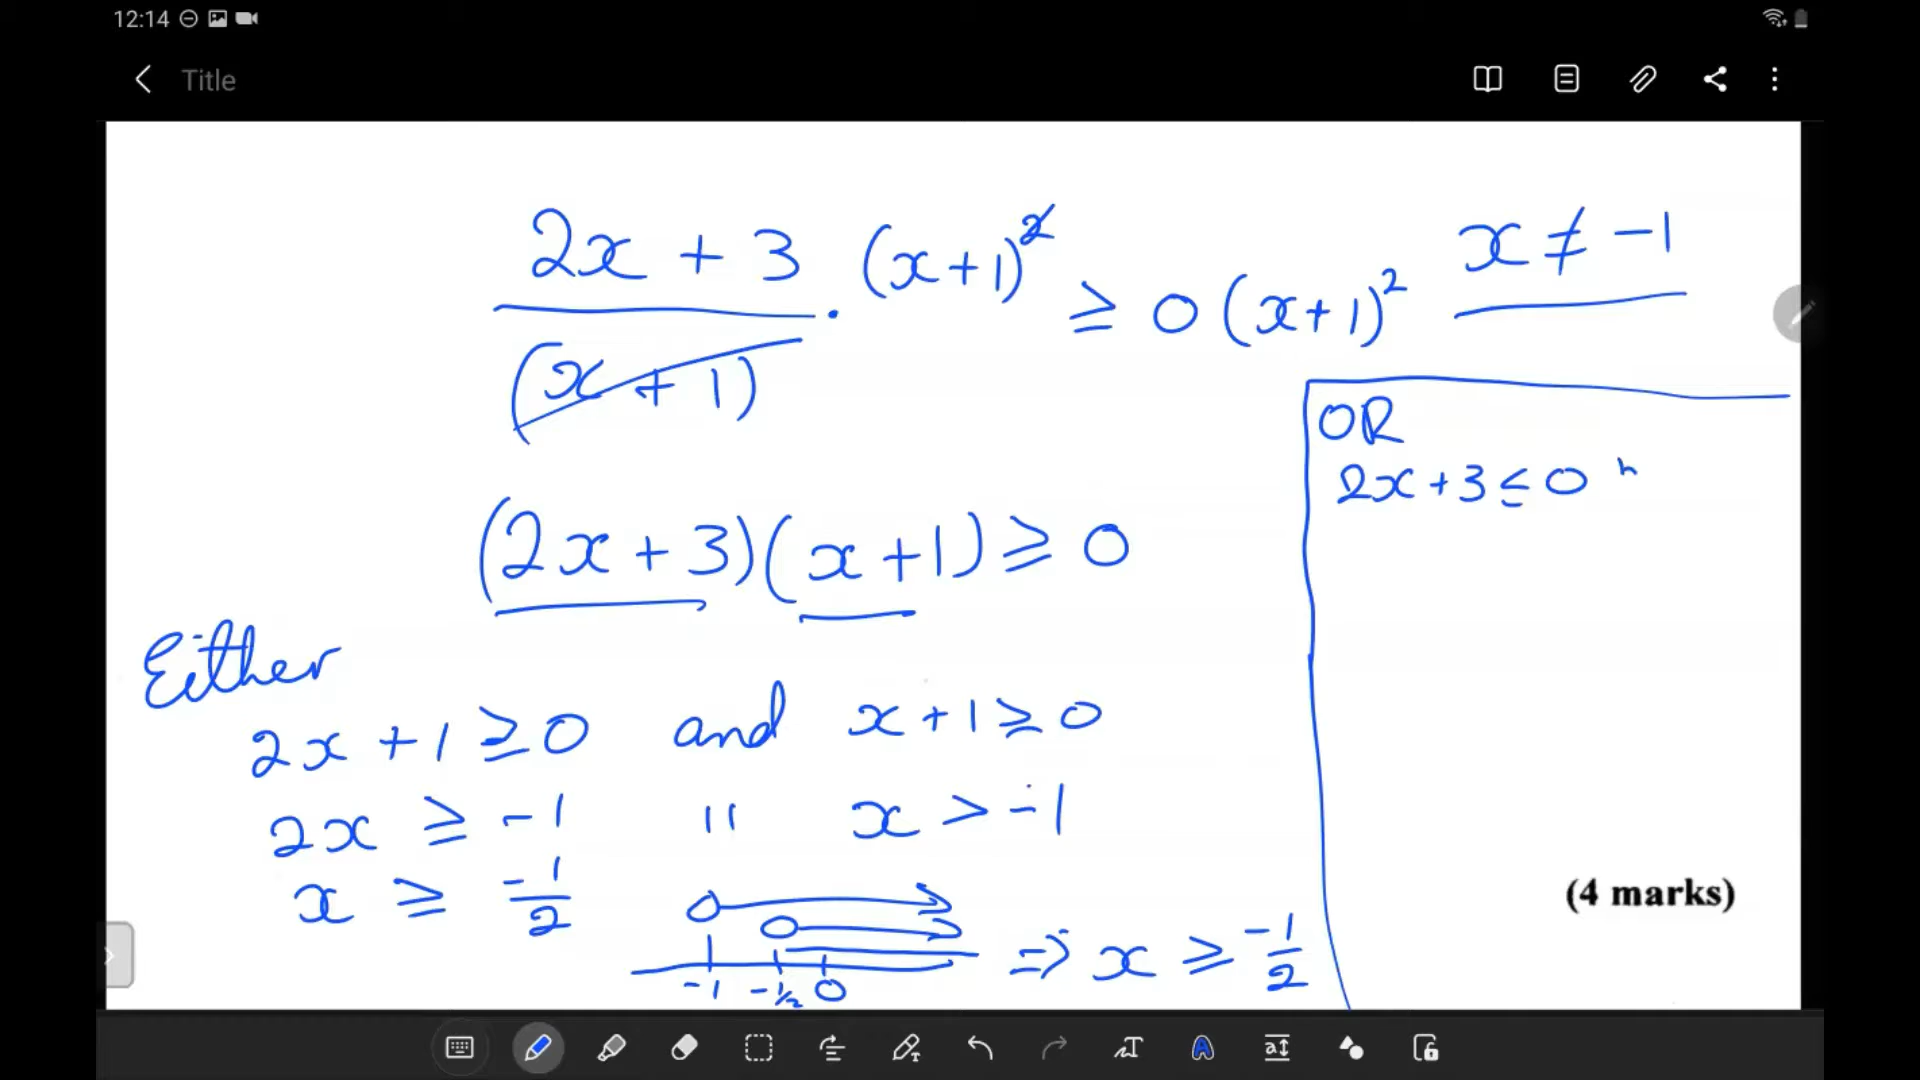 12:14
Title
2x + 3 / (x + 1) · (x+1)² ≥ 0 (x+1)² x ≠ -1
(2x + 3)(x + 1) ≥ 0
Either
2x + 1 ≥ 0 and x + 1 ≥ 0
2x ≥ -1 " x > -1
x ≥ -1/2
-1 -1/2 0
⇒ x ≥ -1/2
OR
2x + 3 ≤ 0
(4 marks)